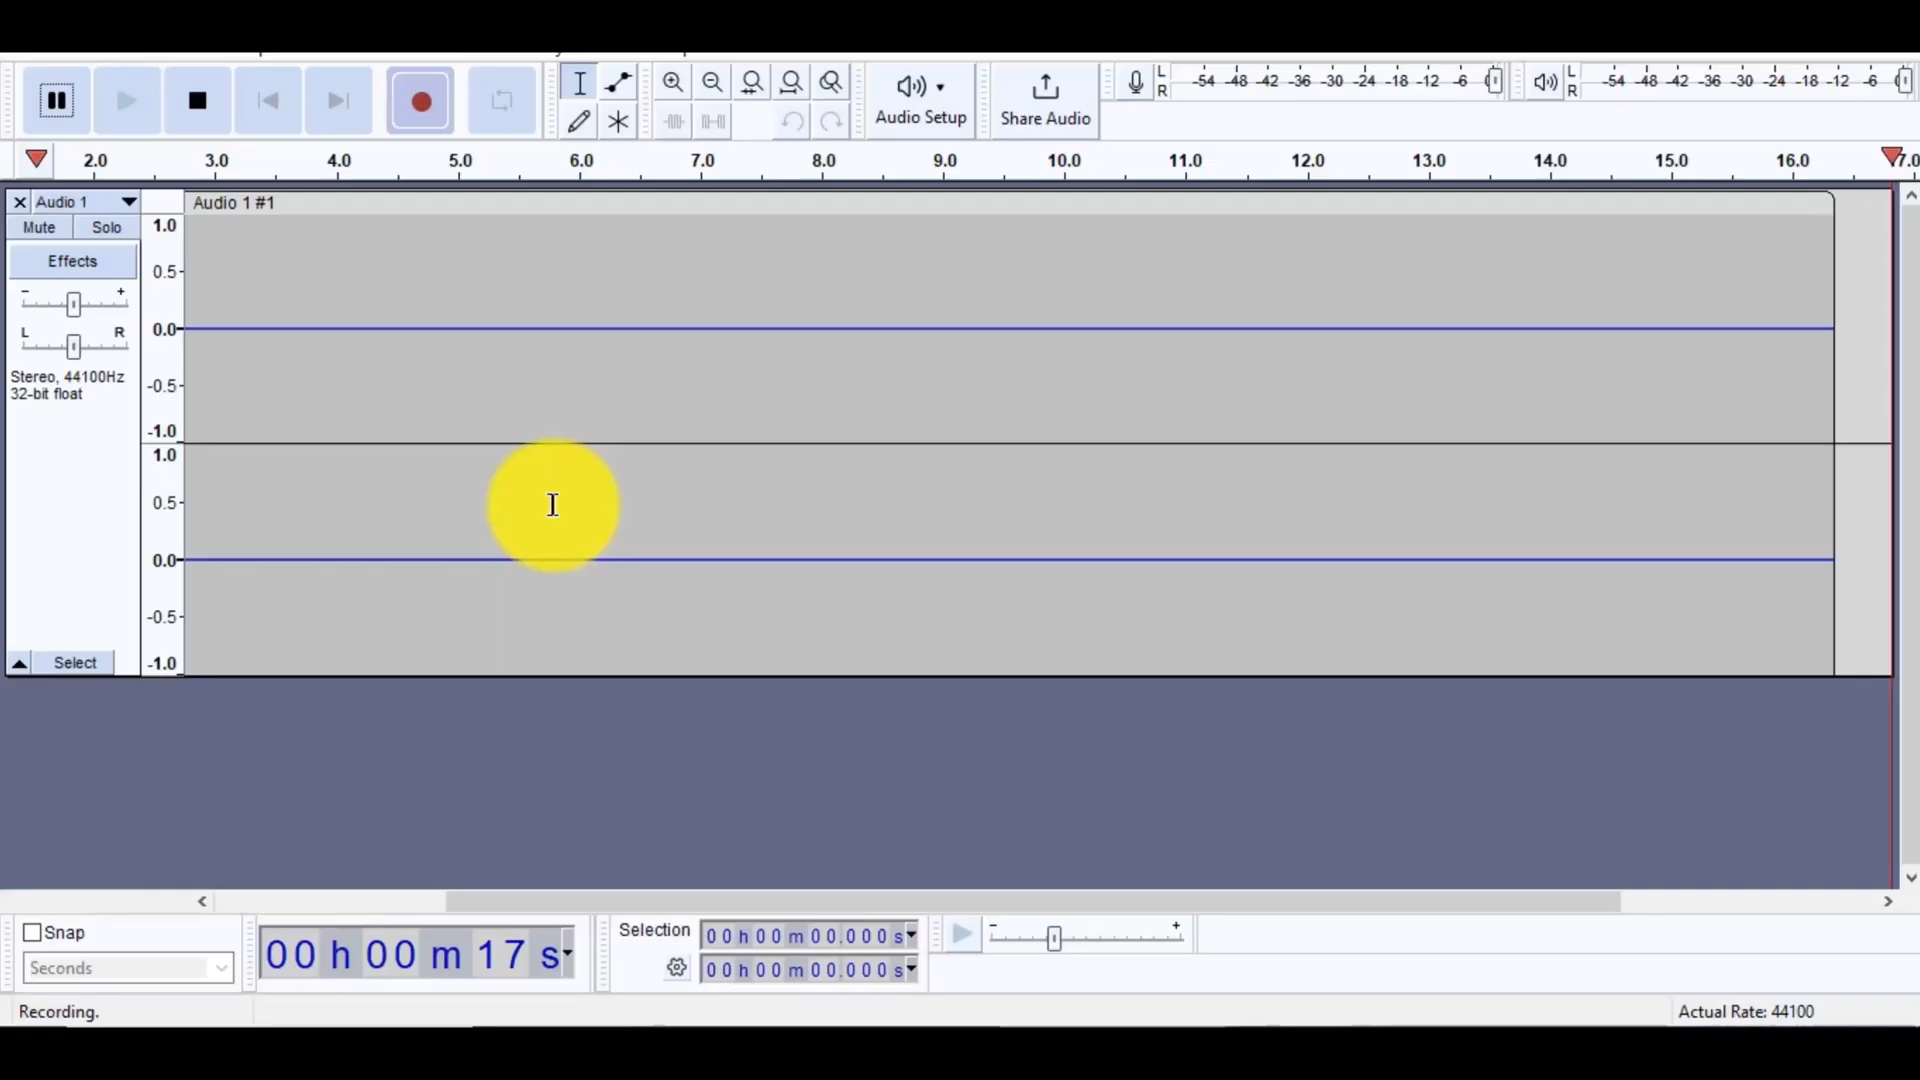 L
R
-54 -48 -42 -36 -30 -24 -18 -12 -6
L
R
-54 -48 -42 -36 -30 -24 -18 -12 -6
Audio Setup
Share Audio
2.0 3.0 4.0 5.0 6.0 7.0 8.0 9.0 10.0 11.0 12.0 13.0 14.0 15.0 16.0 7.0
Audio 1
Audio 1 #1
Mute Solo
Effects
- +
L R
Stereo, 44100Hz
32-bit float
Select
1.0
0.5
0.0
-0.5
-1.0
1.0
0.5
0.0
-0.5
-1.0
Snap
Seconds
00 h 00 m 17 s
Selection
00 h 00 m 00.000 s
00 h 00 m 00.000 s
- +
Recording.
Actual Rate: 44100